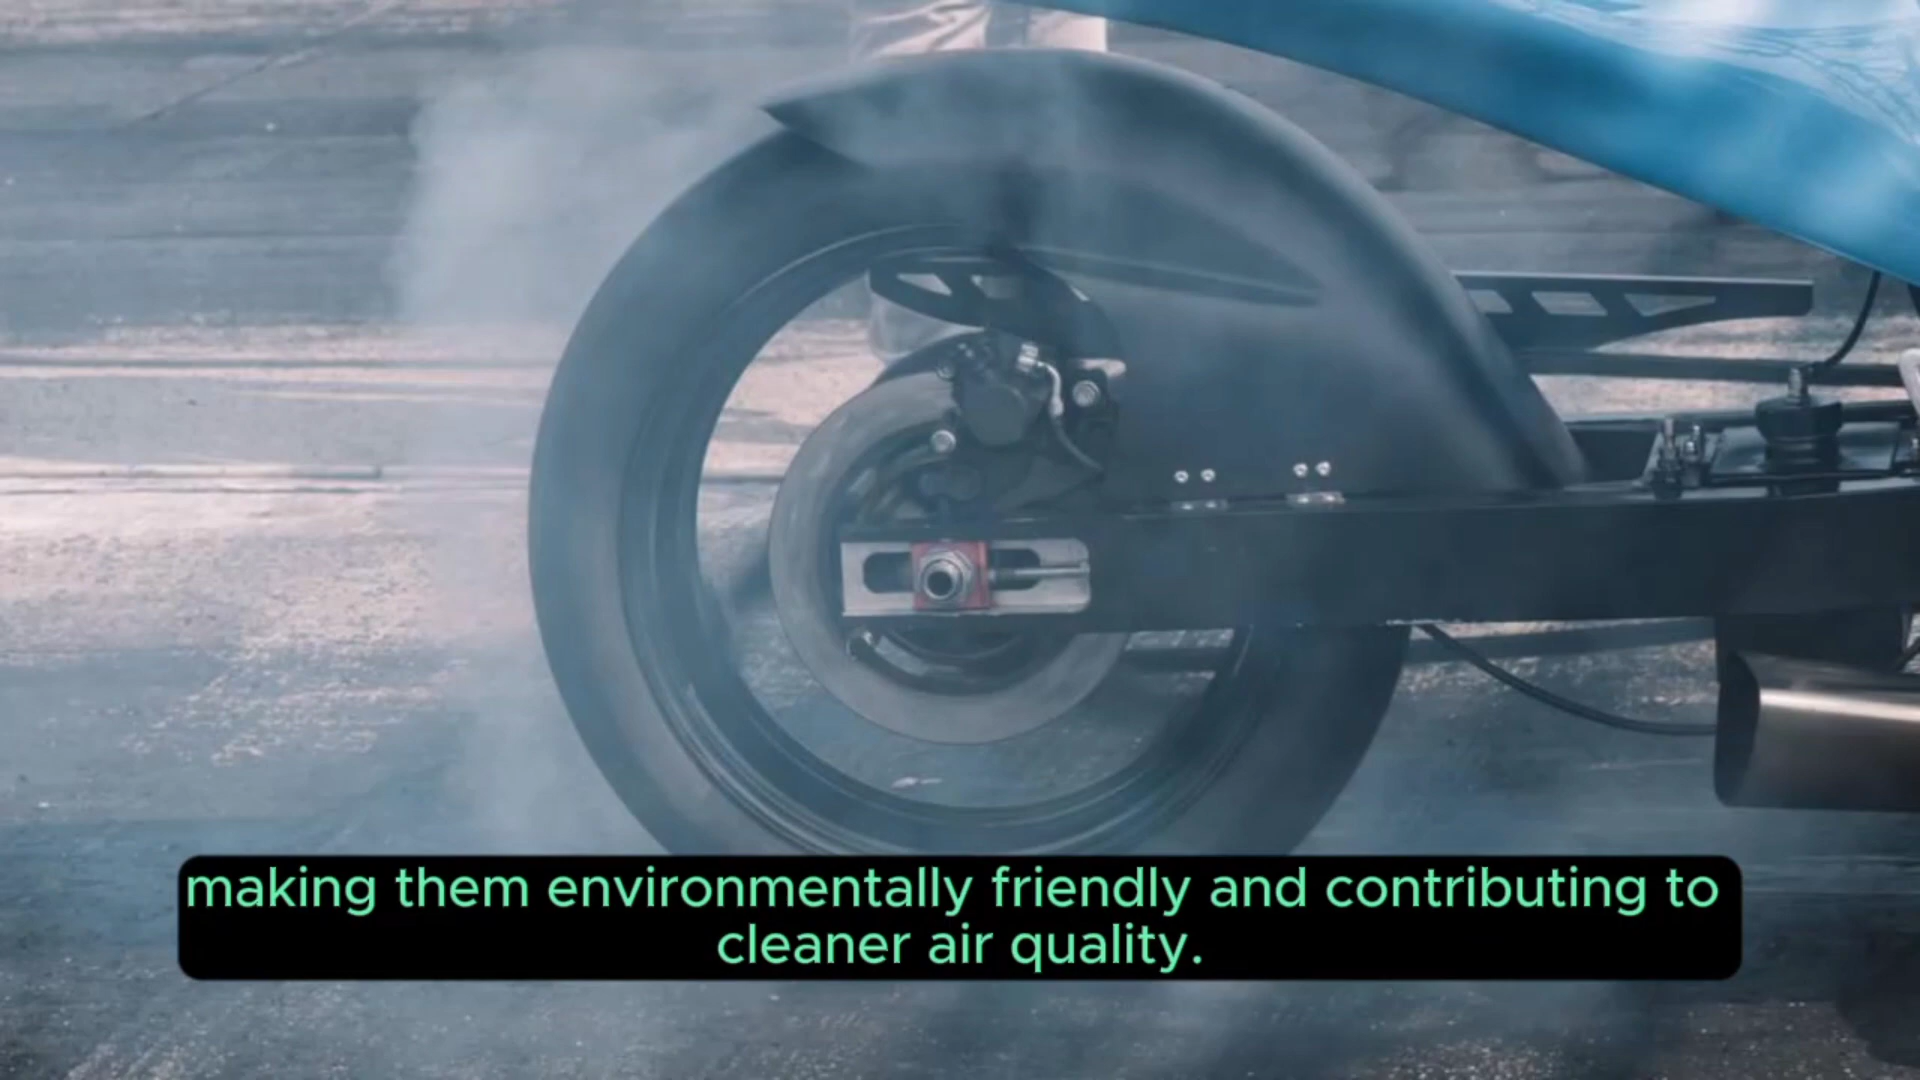 making them environmentally friendly and contributing to
cleaner air quality.